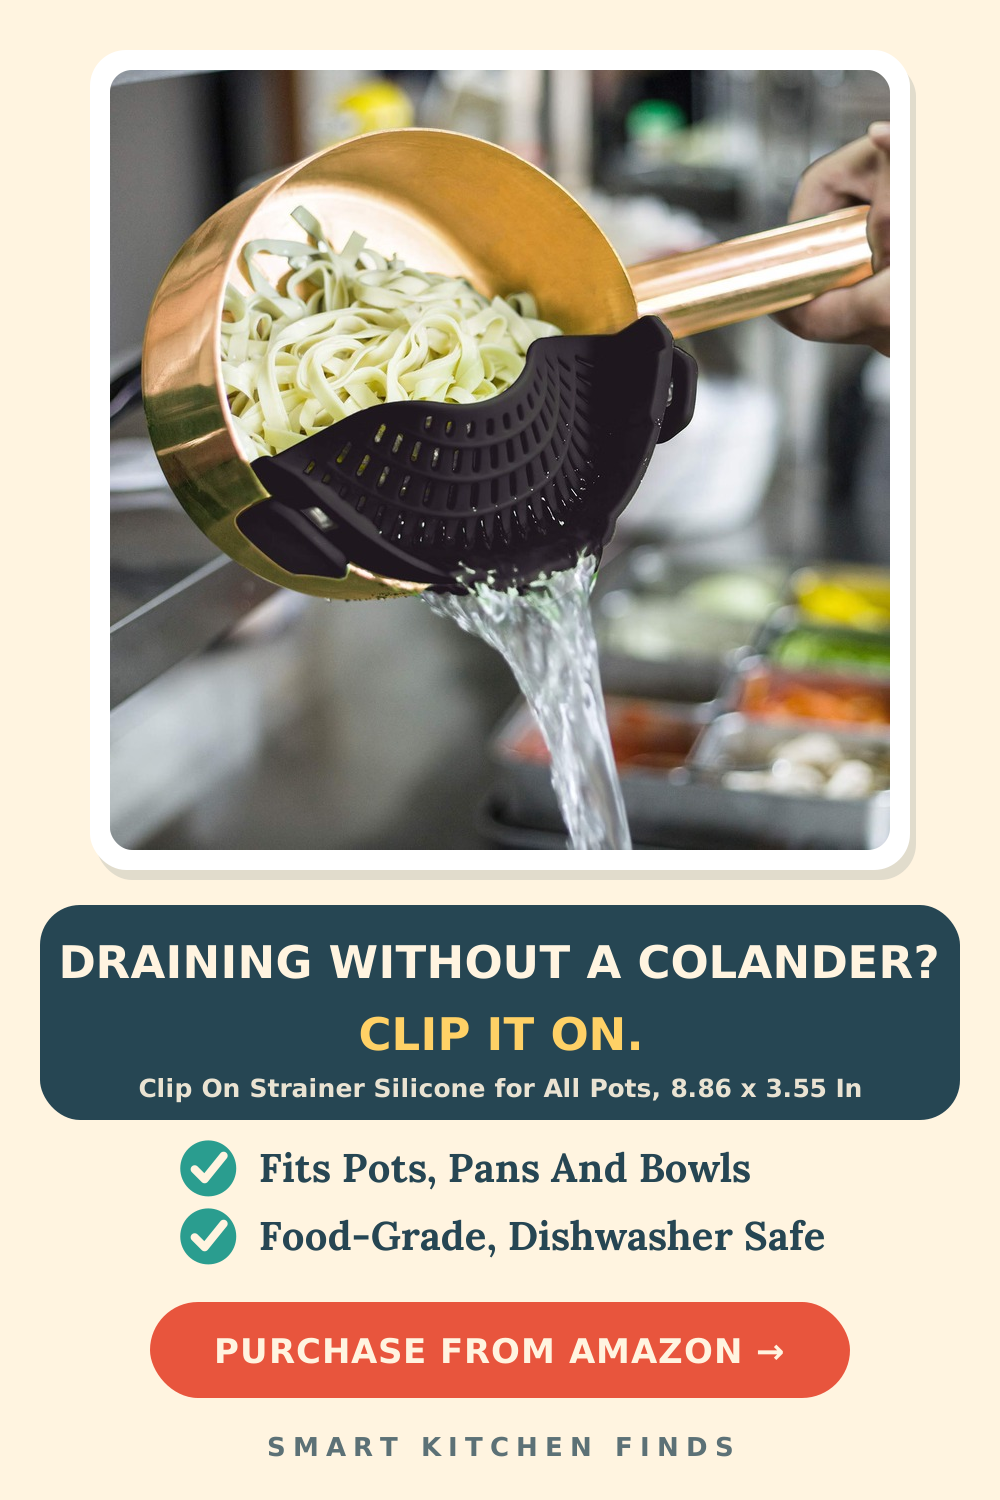 DRAINING WITHOUT A COLANDER?
CLIP IT ON.
Clip On Strainer Silicone for All Pots, 8.86 x 3.55 In
Fits Pots, Pans And Bowls
Food-Grade, Dishwasher Safe
PURCHASE FROM AMAZON →
SMART KITCHEN FINDS